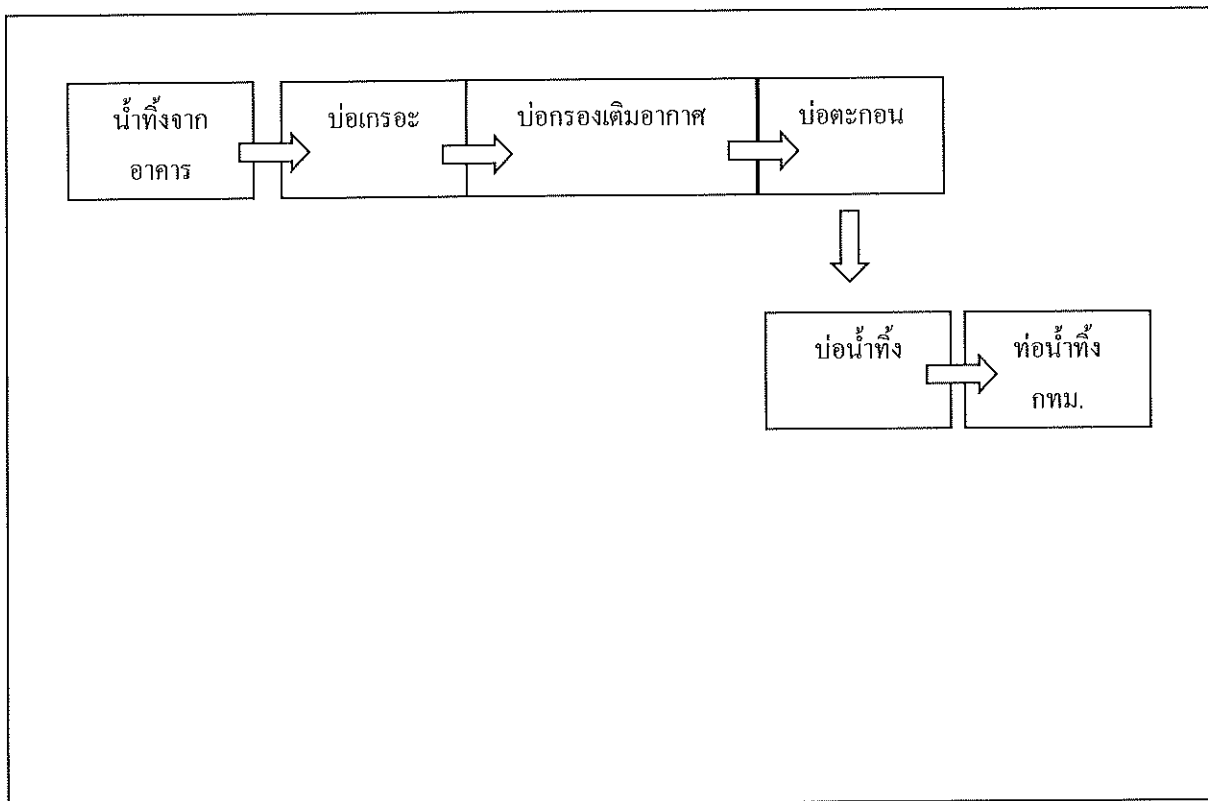 น้ำทิ้งจาก
อาคาร
บ่อเกรอะ
บ่อกรองเติมอากาศ
บ่อตะกอน
บ่อน้ำทิ้ง
ท่อน้ำทิ้ง
กทม.